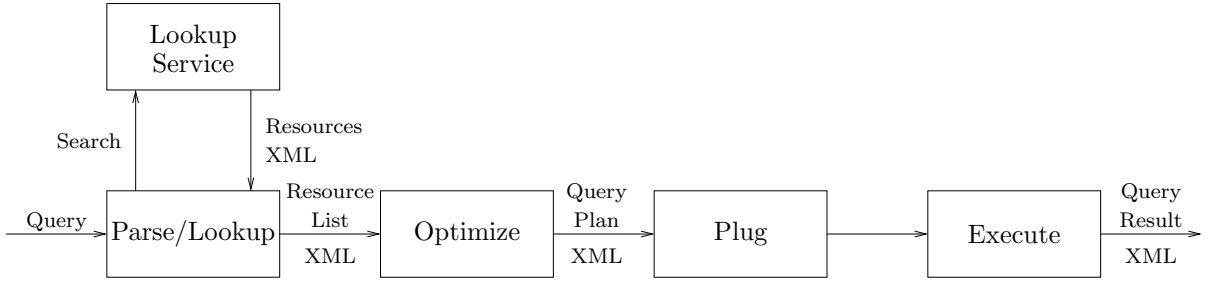 Lookup
Service
Search
Resources
XML
Query
Parse/Lookup
Resource
List
XML
Optimize
Query
Plan
XML
Plug
Execute
Query
Result
XML